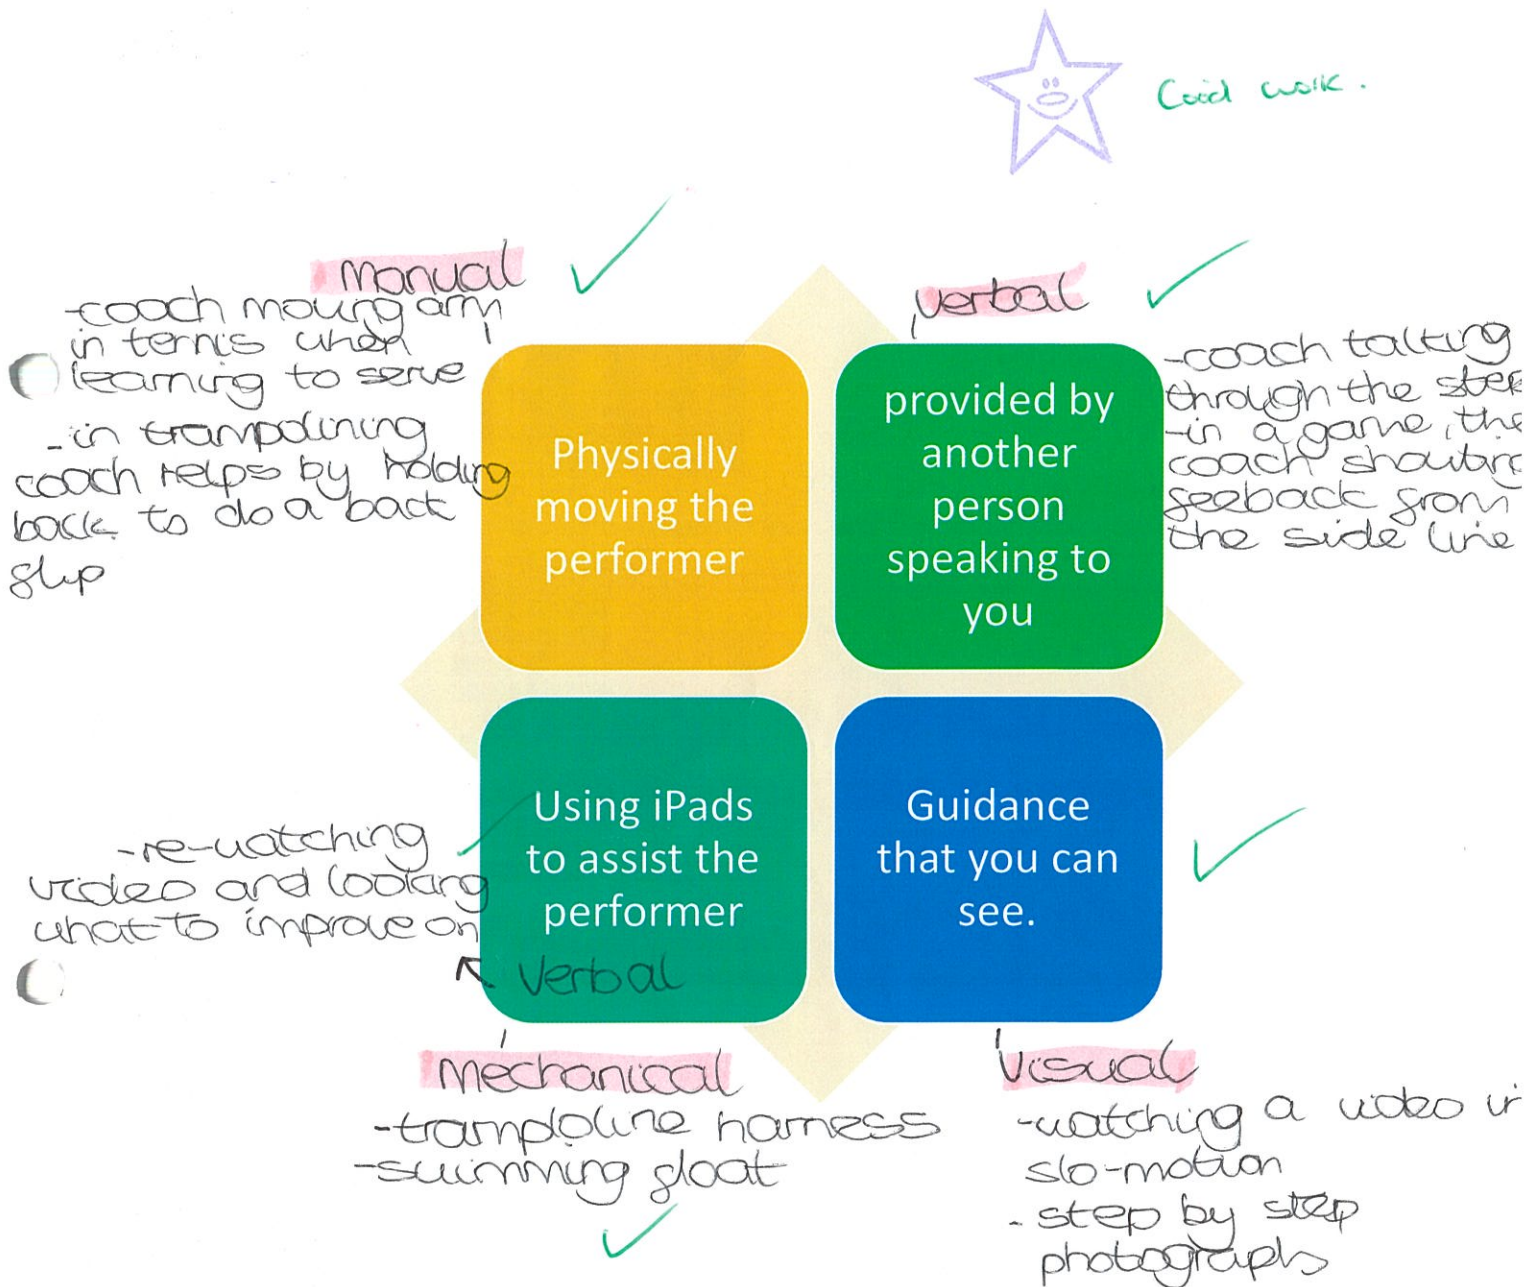 Good work.
Manual
-coach moving arm
in tennis when
learning to serve
-in trampolining
coach helps by holding
back to do a back
flip
Physically
moving the
performer
verbal
provided by
another
person
speaking to
you
-coach talking
through the step
-in a game, the
coach shouting
feeback from
the side line
-re-watching
video and looking
what to improve on
Using iPads
to assist the
performer
Verbal
Mechanical
-tramploline harness
-swimming float
Guidance
that you can
see.
Visual
-watching a video in
slo-motion
- step by step
photographs